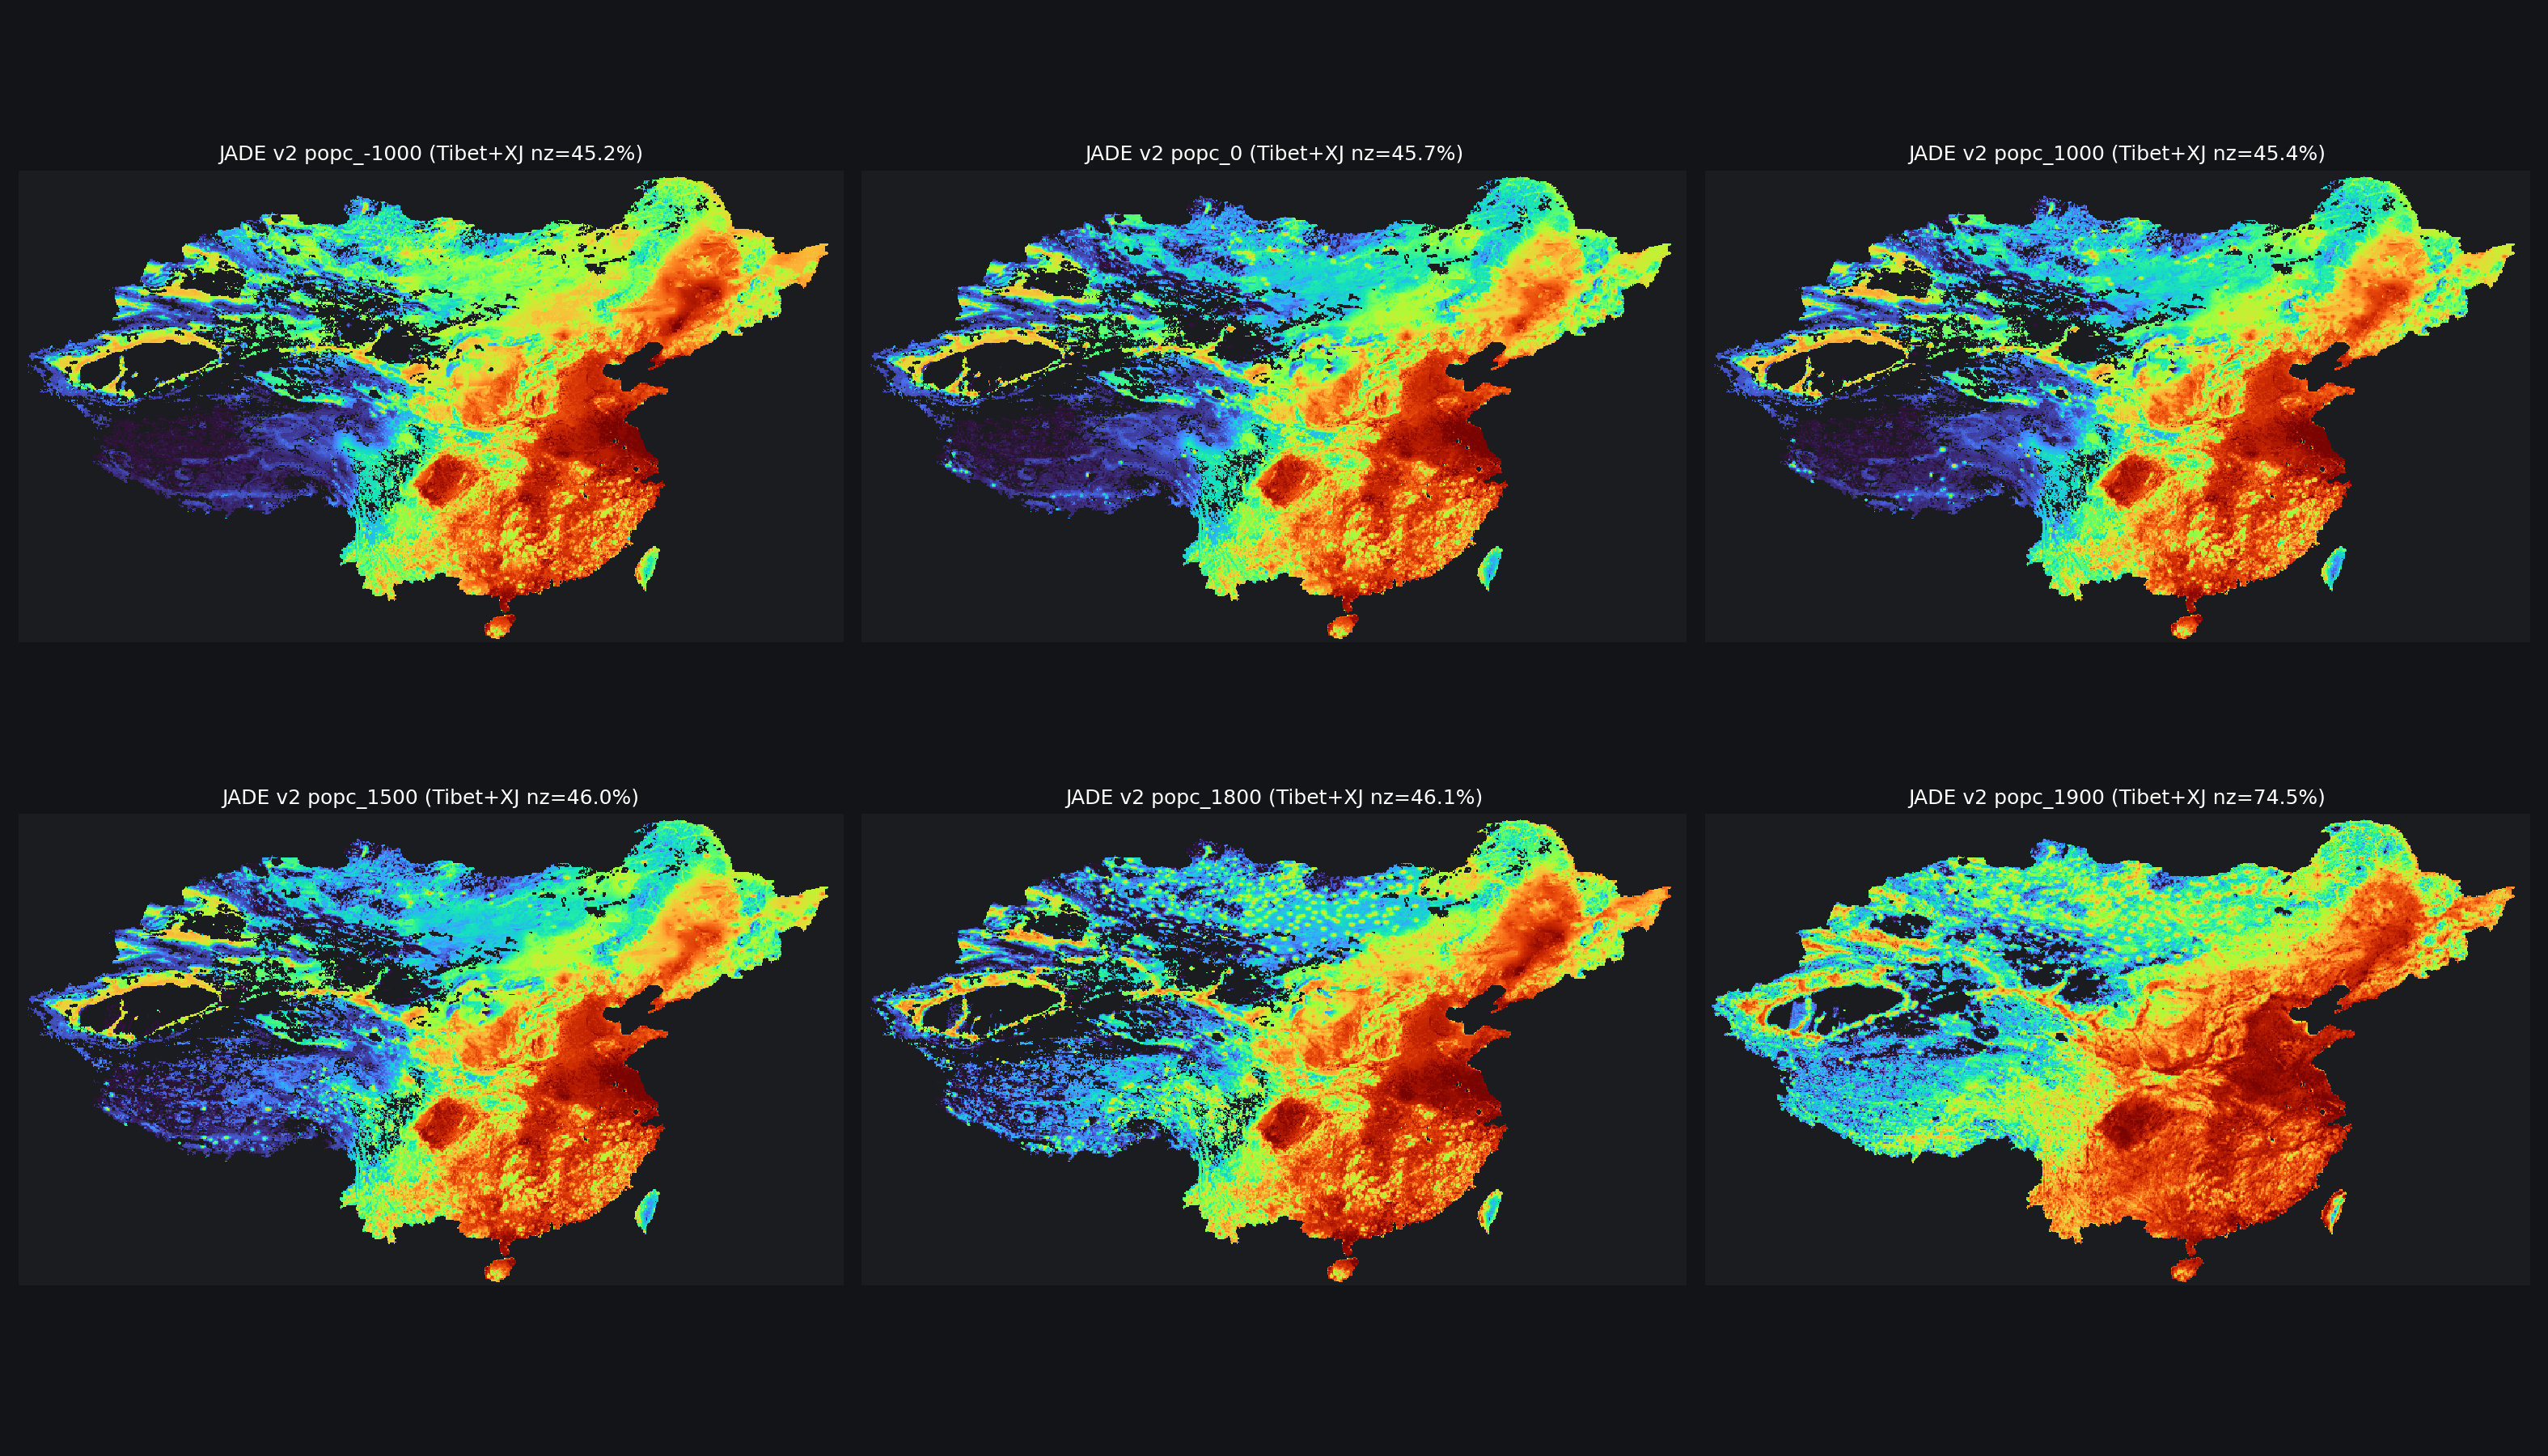 JADE v2 popc_-1000 (Tibet+XJ nz=45.2%)
JADE v2 popc_0 (Tibet+XJ nz=45.7%)
JADE v2 popc_1000 (Tibet+XJ nz=45.4%)
JADE v2 popc_1500 (Tibet+XJ nz=46.0%)
JADE v2 popc_1800 (Tibet+XJ nz=46.1%)
JADE v2 popc_1900 (Tibet+XJ nz=74.5%)